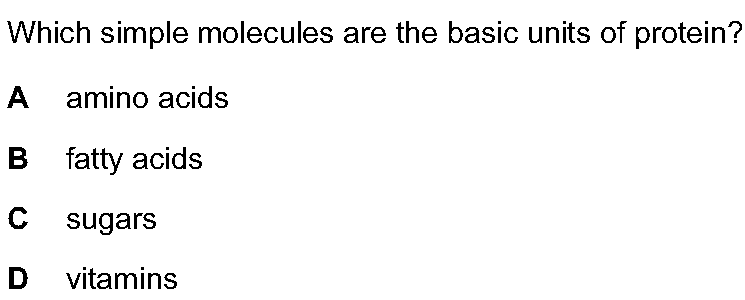 Which simple molecules are the basic units of protein?
A amino acids
B fatty acids
C sugars
D vitamins